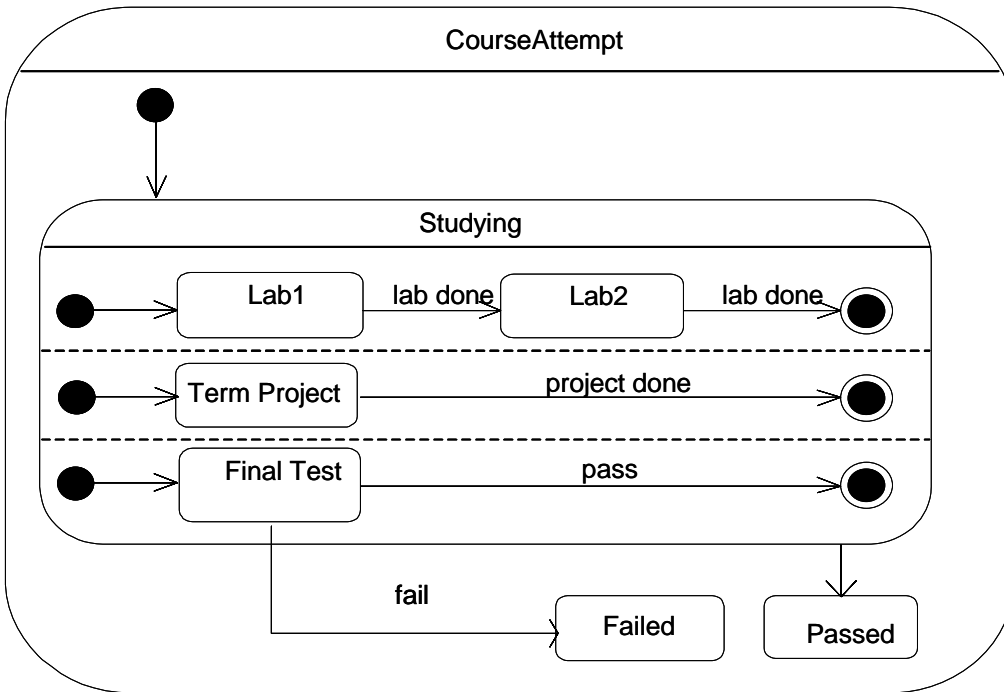 CourseAttempt
Studying
Lab1
lab done
Lab2
lab done
Term Project
project done
Final Test
pass
fail
Failed
Passed